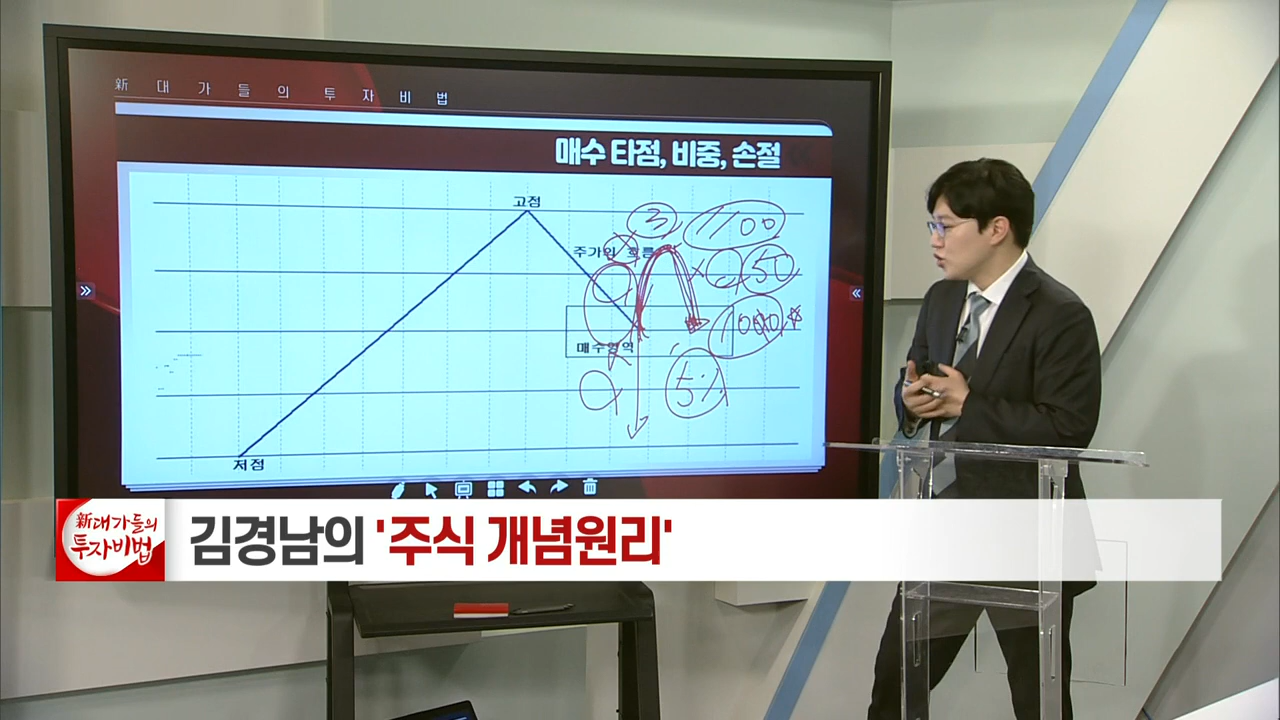 新 대 가 들 의 투 자 비 법
매수 타점, 비중, 손절
고점
3
100
주가의 흐름
50
매수영역
100
5%
저점
新대가들의
투자비법
김경남의 '주식 개념원리'